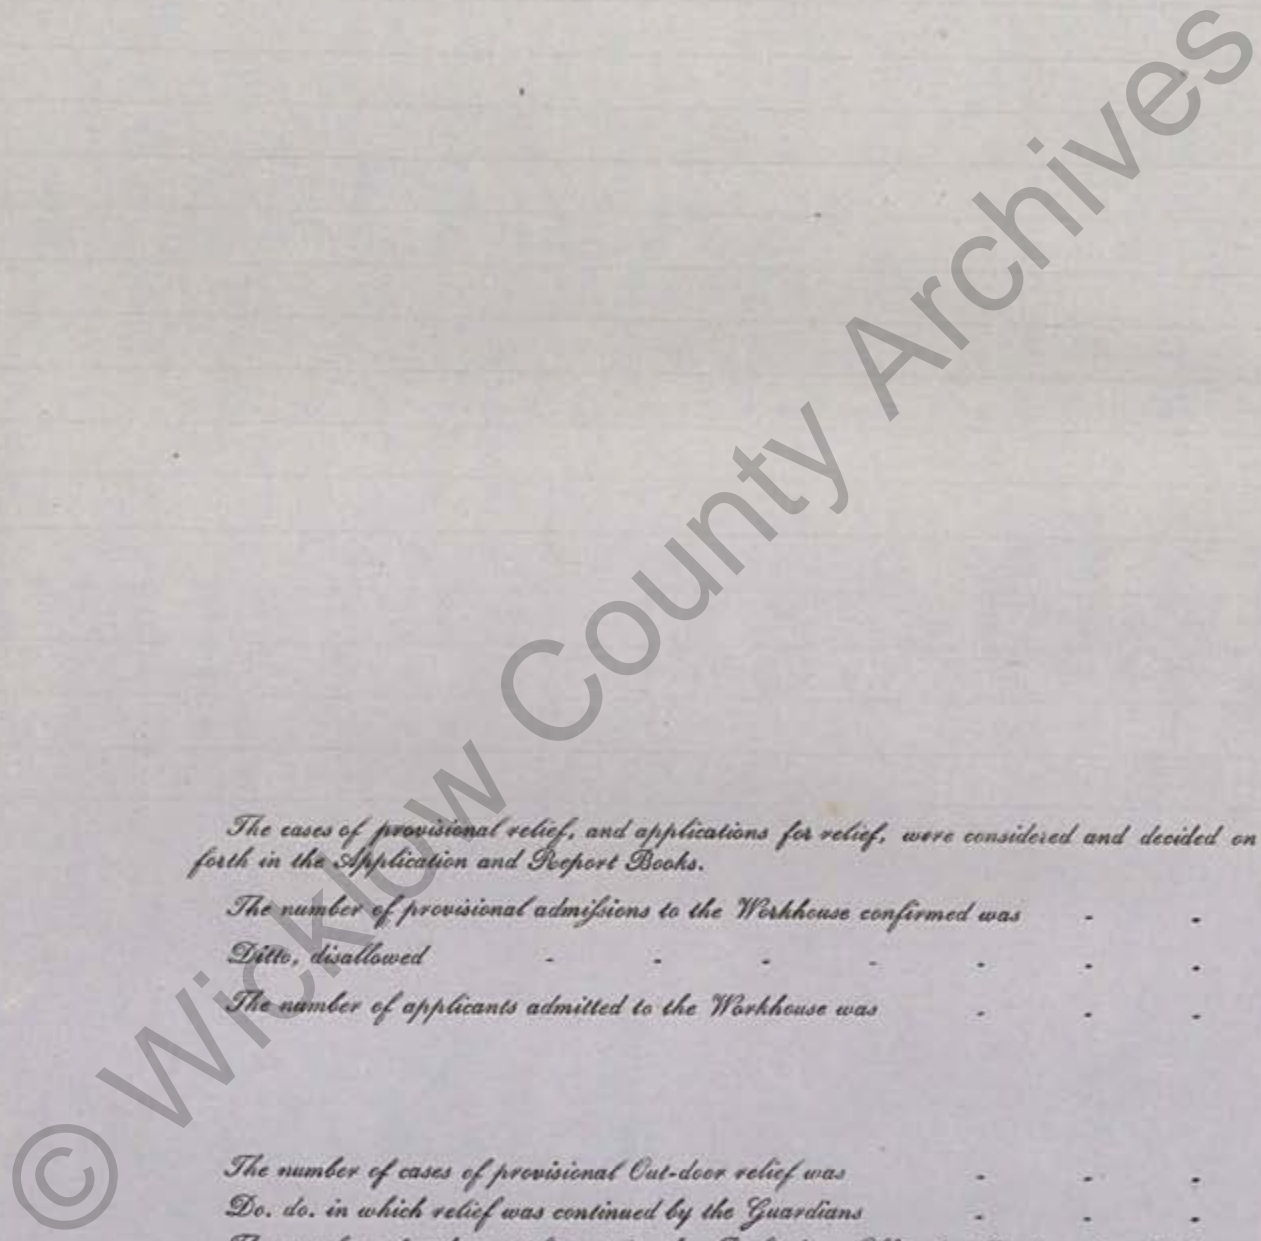 The cases of provisional relief, and applications for relief, were considered and decided on
forth in the Application and Report Books.
The number of provisional admissions to the Workhouse confirmed was - -
Ditto, disallowed - - - - - - -
The number of applicants admitted to the Workhouse was - - -
The number of cases of provisional Out-door relief was - - -
Do. do. in which relief was continued by the Guardians - - -
© Wicklow County Archives